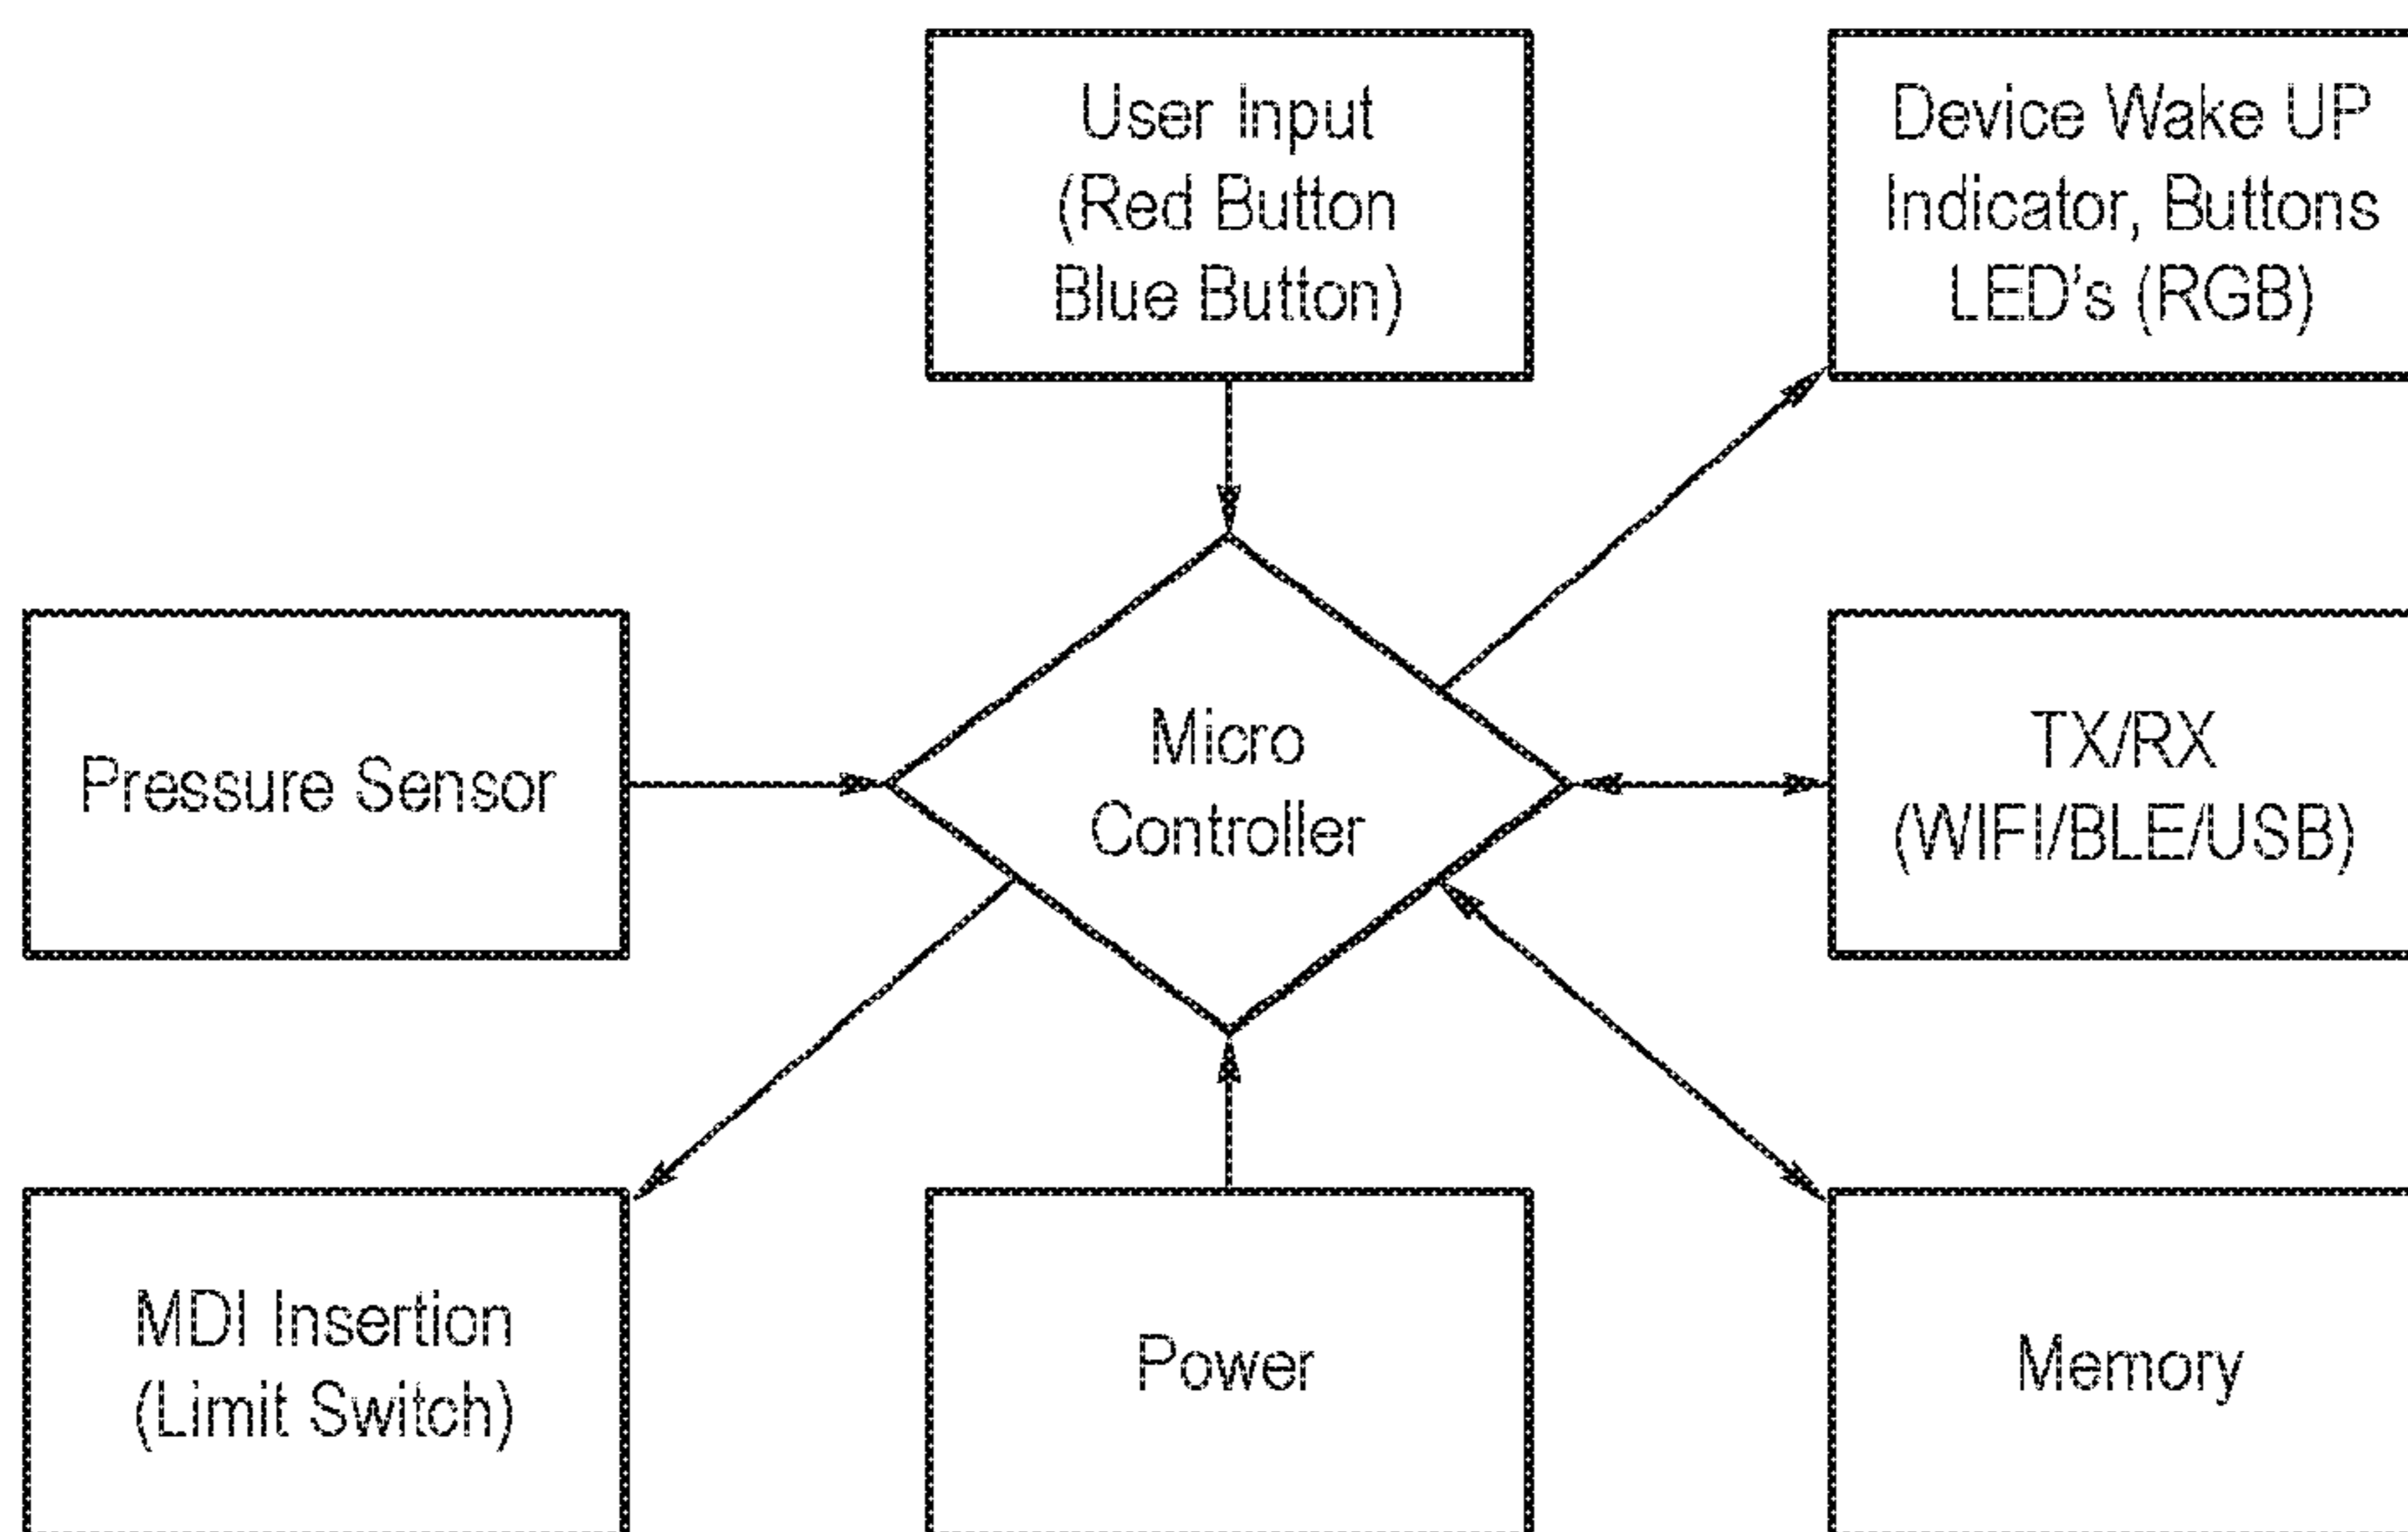 User Input
(Red Button
Blue Button)
Device Wake UP
Indicator, Buttons
LED's (RGB)
Pressure Sensor
Micro
Controller
TX/RX
(WIFI/BLE/USB)
MDI Insertion
(Limit Switch)
Power
Memory